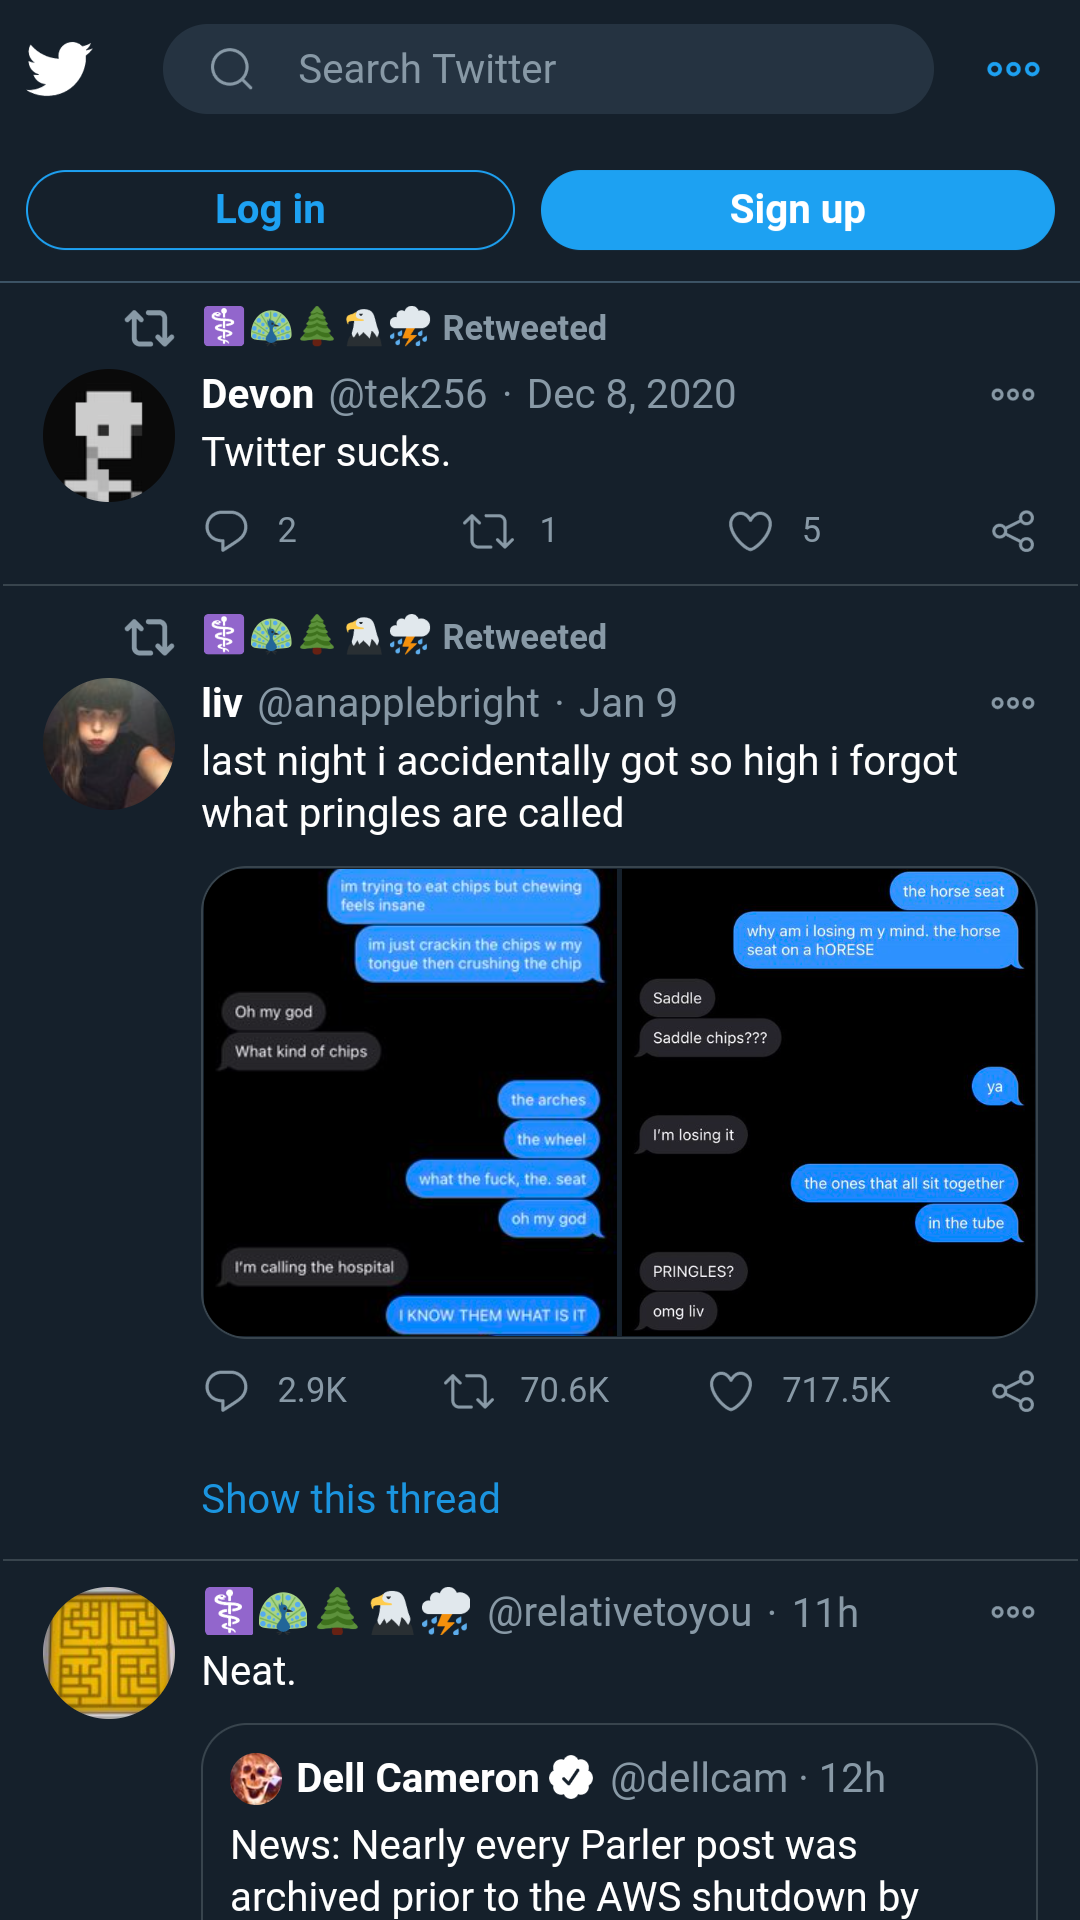 Search Twitter
Log in
Sign up
Retweeted
Devon @tek256 · Dec 8, 2020
Twitter sucks.
2 1 5
Retweeted
liv @anapplebright · Jan 9
last night i accidentally got so high i forgot
what pringles are called
im trying to eat chips but chewing
feels insane
im just crackin the chips w my
tongue then crushing the chip
Oh my god
What kind of chips
the arches
the wheel
what the fuck, the. seat
oh my god
I'm calling the hospital
I KNOW THEM WHAT IS IT
the horse seat
why am i losing m y mind. the horse
seat on a hORESE
Saddle
Saddle chips???
ya
I'm losing it
the ones that all sit together
in the tube
PRINGLES?
omg liv
2.9K 70.6K 717.5K
Show this thread
@relativetoyou · 11h
Neat.
Dell Cameron @dellcam · 12h
News: Nearly every Parler post was
archived prior to the AWS shutdown by